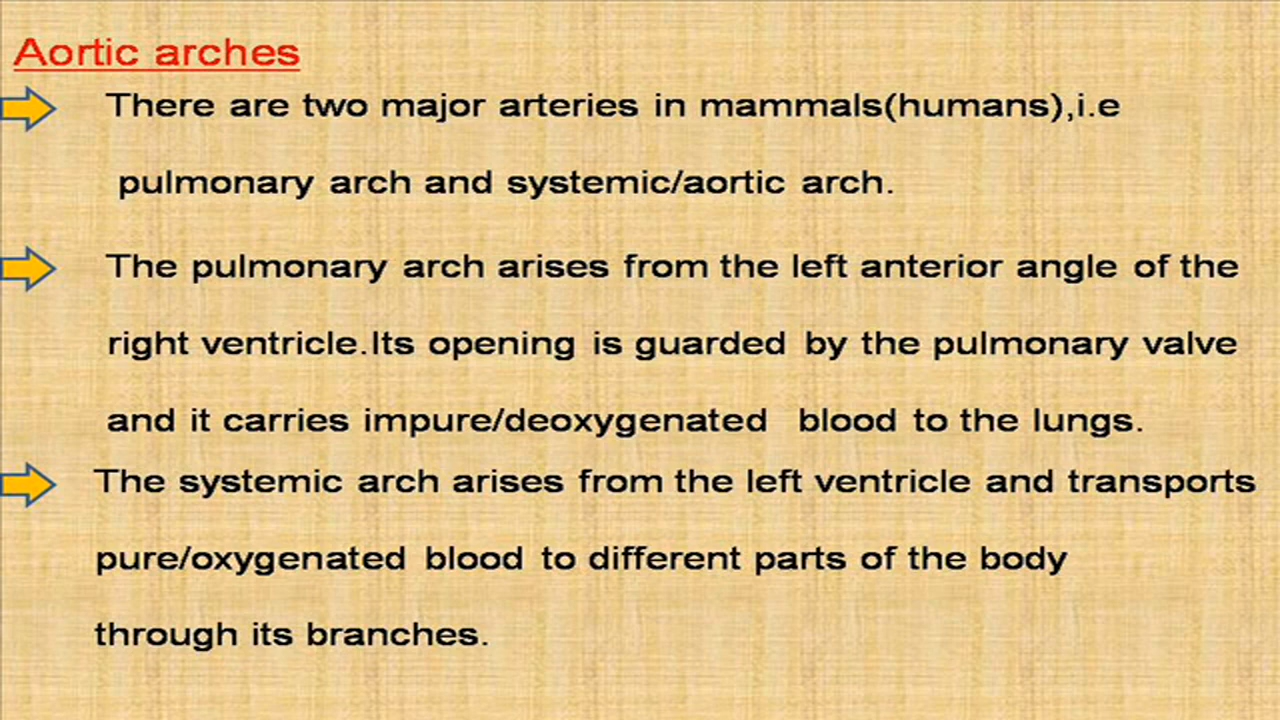 Aortic arches
There are two major arteries in mammals(humans),i.e
pulmonary arch and systemic/aortic arch.
The pulmonary arch arises from the left anterior angle of the
right ventricle.Its opening is guarded by the pulmonary valve
and it carries impure/deoxygenated blood to the lungs.
The systemic arch arises from the left ventricle and transports
pure/oxygenated blood to different parts of the body
through its branches.